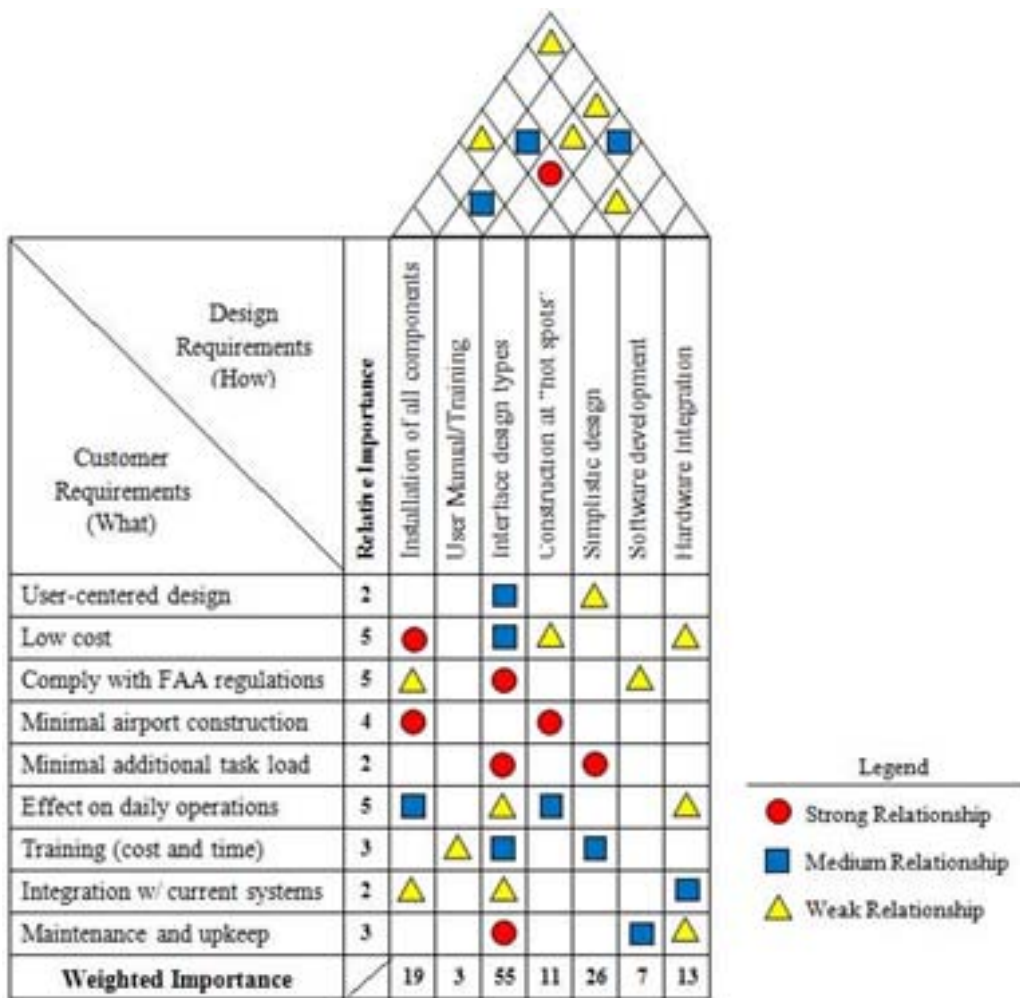 Design
Requirements
(How)
Customer
Requirements
(What)
Relative Importance
Installation of all components
User Manual/Training
Interface design types
Construction at "hot spots"
Simplistic design
Software development
Hardware Integration
User-centered design 2
Low cost 5
Comply with FAA regulations 5
Minimal airport construction 4
Minimal additional task load 2
Effect on daily operations 5
Training (cost and time) 3
Integration w/ current systems 2
Maintenance and upkeep 3
Weighted Importance 19 3 55 11 26 7 13
Legend
Strong Relationship
Medium Relationship
Weak Relationship